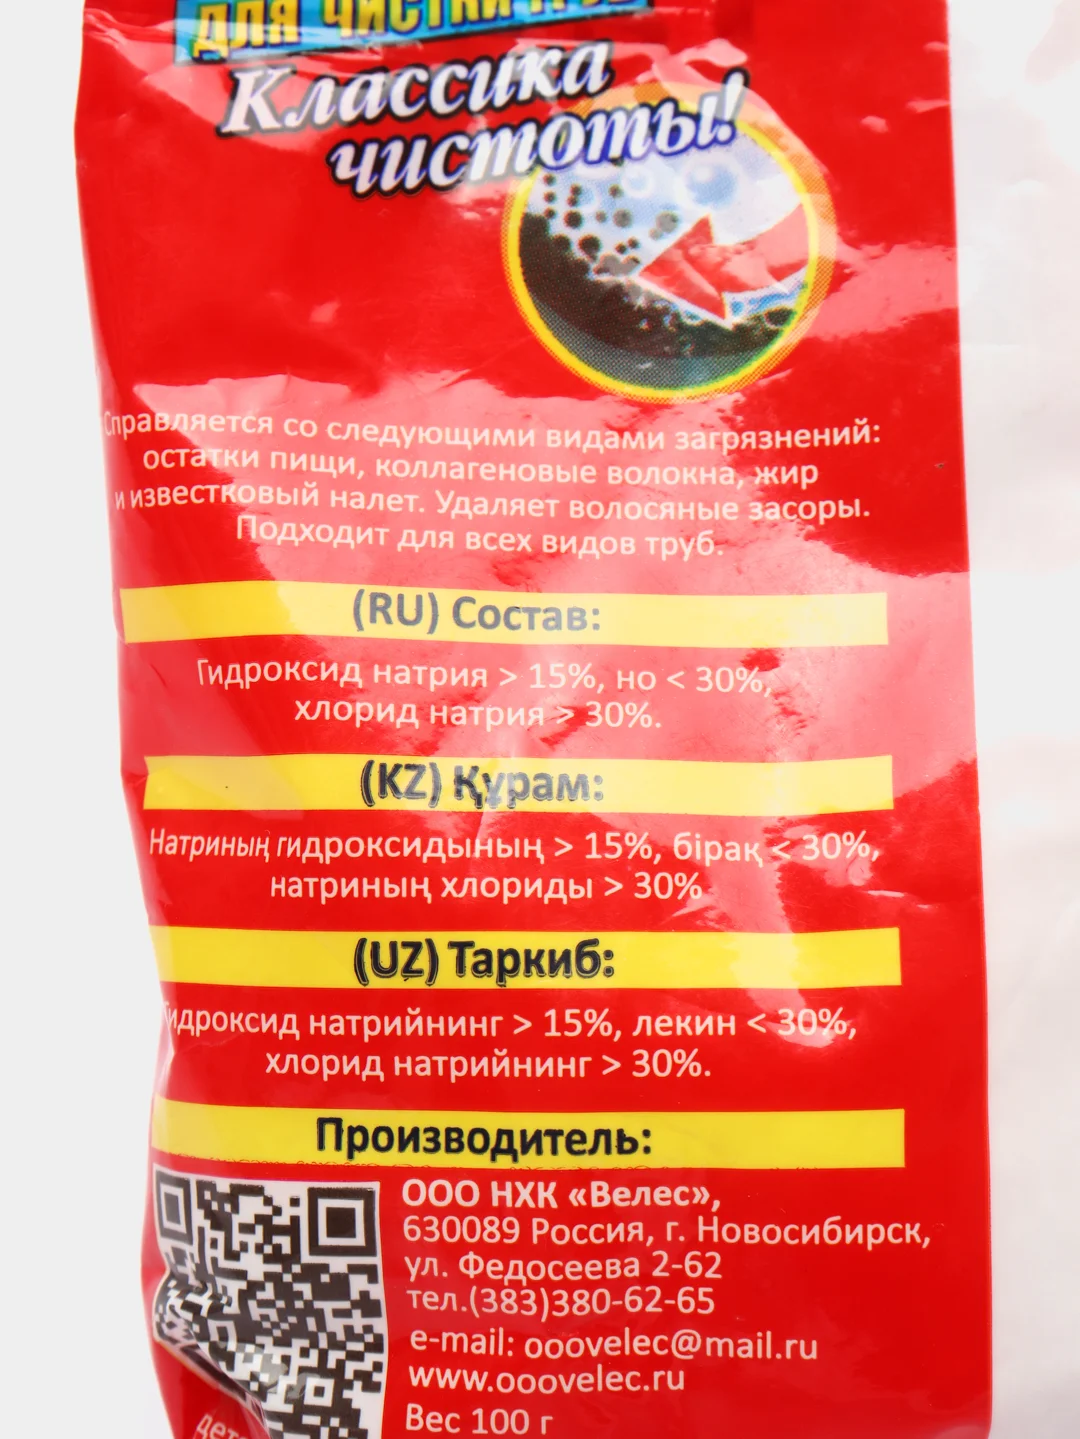 ДЛЯ ЧИСТКИ ТРУБ
Классика
чистоты!
Справляется со следующими видами загрязнений:
остатки пищи, коллагеновые волокна, жир
и известковый налет. Удаляет волосяные засоры.
Подходит для всех видов труб.
(RU) Состав:
Гидроксид натрия > 15%, но < 30%,
хлорид натрия > 30%.
(KZ) Құрам:
Натриның гидроксидының > 15%, бірақ < 30%,
натриның хлориды > 30%
(UZ) Таркиб:
Гидроксид натрийнинг > 15%, лекин < 30%,
хлорид натрийнинг > 30%.
Производитель:
ООО НХК «Велес»,
630089 Россия, г. Новосибирск,
ул. Федосеева 2-62
тел.(383)380-62-65
e-mail: ooovelec@mail.ru
www.ooovelec.ru
Вес 100 г